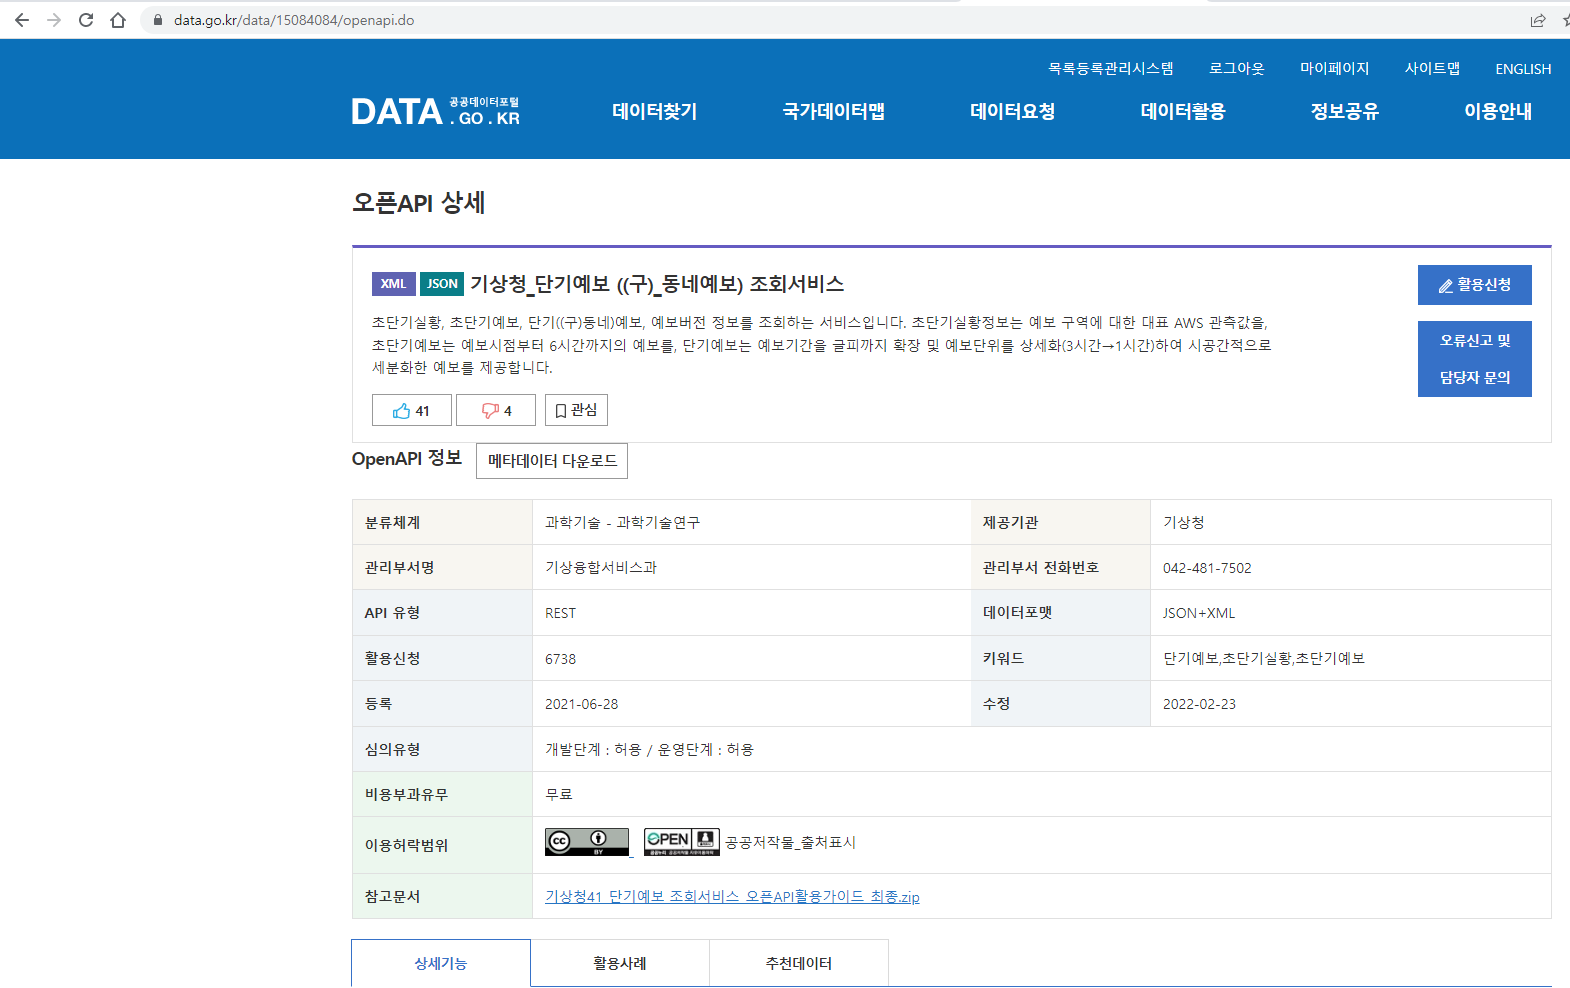 data.go.kr/data/15084084/openapi.do
목록등록관리시스템 로그아웃 마이페이지 사이트맵 ENGLISH
DATA 공공데이터포털 . GO . KR
데이터찾기 국가데이터맵 데이터요청 데이터활용 정보공유 이용안내
오픈API 상세
XML JSON 기상청_단기예보 ((구)_동네예보) 조회서비스
활용신청
초단기실황, 초단기예보, 단기((구)동네)예보, 예보버전 정보를 조회하는 서비스입니다. 초단기실황정보는 예보 구역에 대한 대표 AWS 관측값을,
초단기예보는 예보시점부터 6시간까지의 예보를, 단기예보는 예보기간을 글피까지 확장 및 예보단위를 상세화(3시간→1시간)하여 시공간적으로
세분화한 예보를 제공합니다.
오류신고 및
담당자 문의
41 4 관심
OpenAPI 정보 메타데이터 다운로드
분류체계 과학기술 - 과학기술연구 제공기관 기상청
관리부서명 기상융합서비스과 관리부서 전화번호 042-481-7502
API 유형 REST 데이터포맷 JSON+XML
활용신청 6738 키워드 단기예보,초단기실황,초단기예보
등록 2021-06-28 수정 2022-02-23
심의유형 개발단계 : 허용 / 운영단계 : 허용
비용부과유무 무료
이용허락범위 cc BY OPEN 공공저작물_출처표시
참고문서 기상청41_단기예보 조회서비스_오픈API활용가이드_최종.zip
상세기능 활용사례 추천데이터